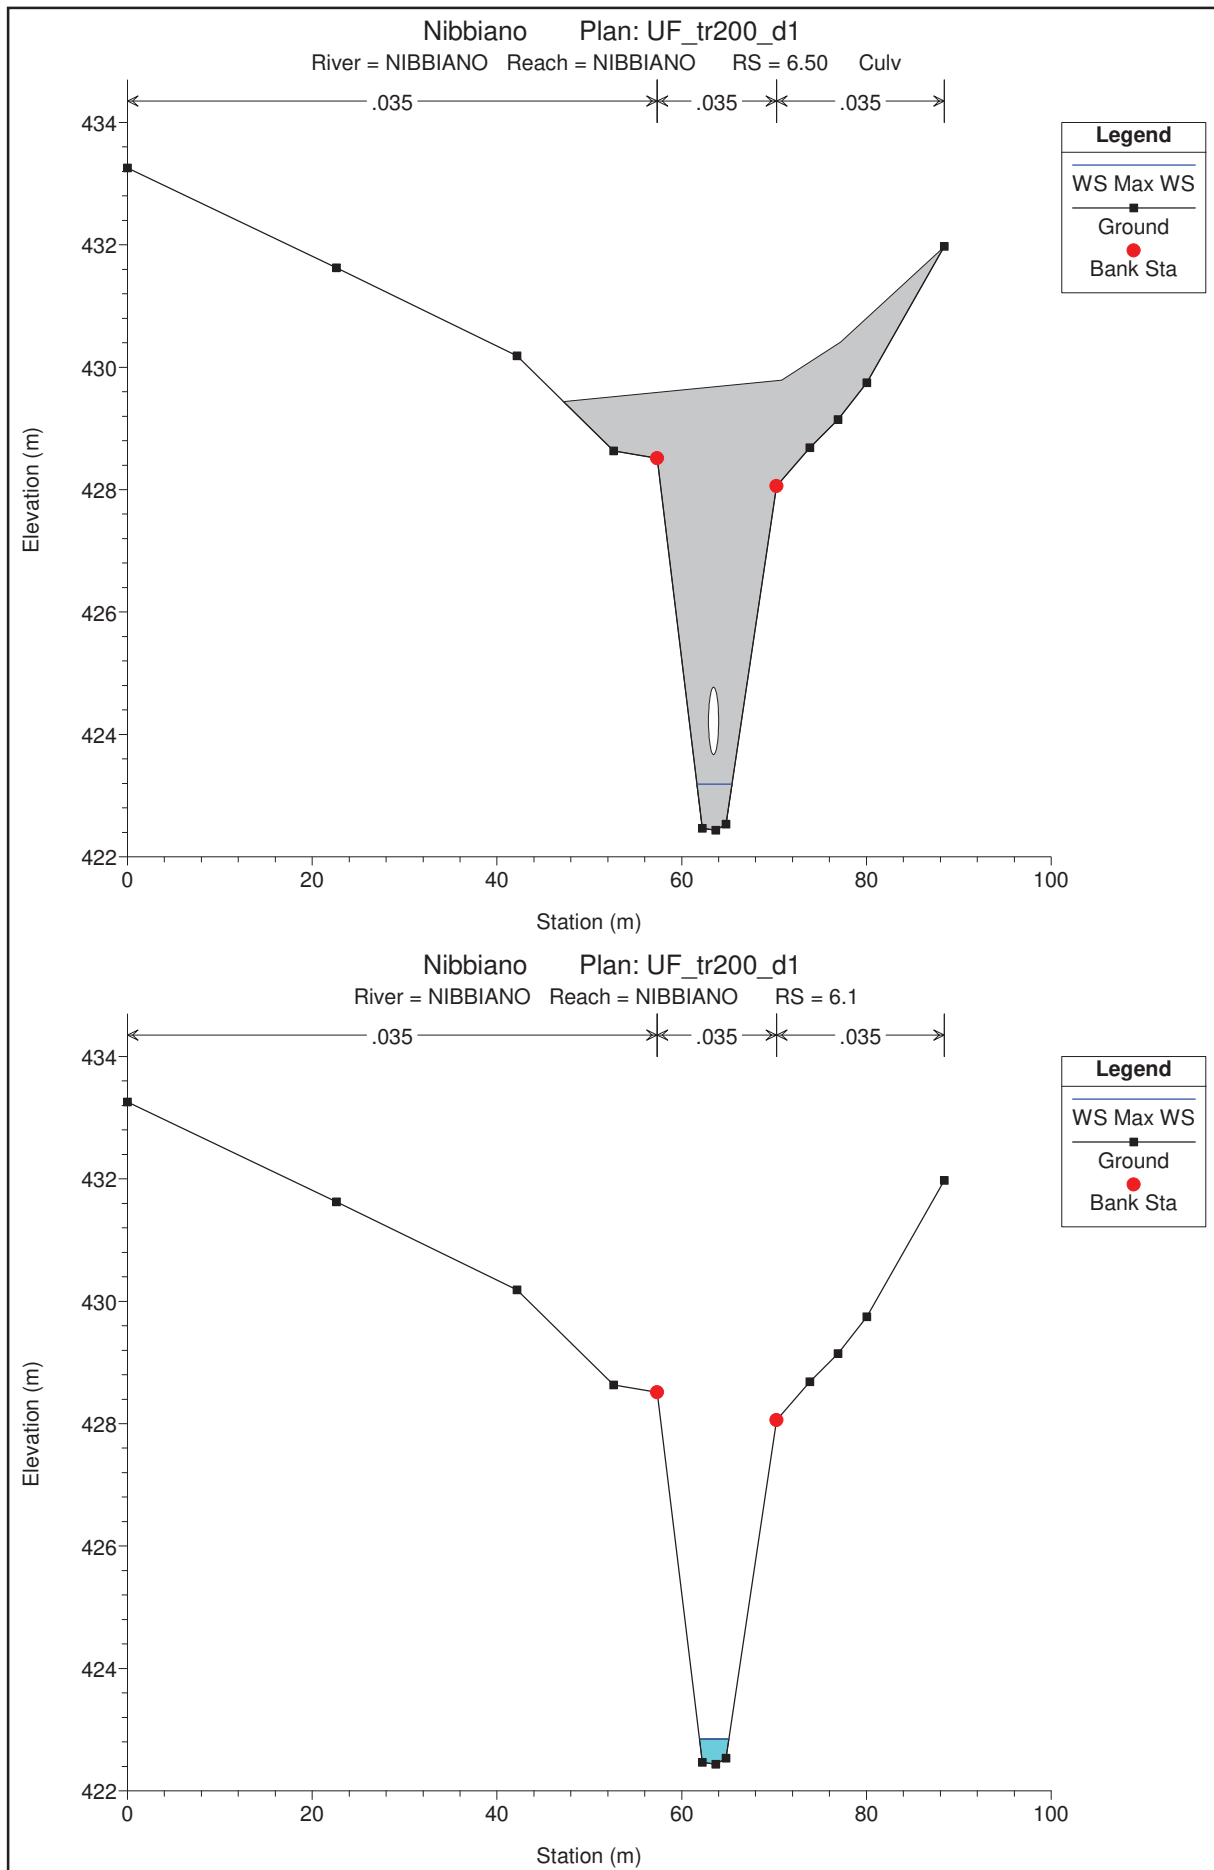 Nibbiano Plan: UF_tr200_d1
River = NIBBIANO Reach = NIBBIANO RS = 6.50 Culv
.035 .035 .035
434
432
430
428
426
424
422
Elevation (m)
0 20 40 60 80 100
Station (m)
Legend
WS Max WS
Ground
Bank Sta
Nibbiano Plan: UF_tr200_d1
River = NIBBIANO Reach = NIBBIANO RS = 6.1
.035 .035 .035
434
432
430
428
426
424
422
Elevation (m)
0 20 40 60 80 100
Station (m)
Legend
WS Max WS
Ground
Bank Sta